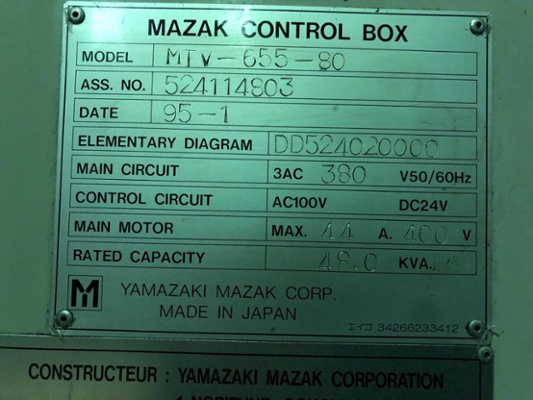 MAZAK CONTROL BOX
MODEL MTV-655-80
ASS. NO. 524114803
DATE 95-1
ELEMENTARY DIAGRAM DD524020000
MAIN CIRCUIT 3AC 380 V50/60Hz
CONTROL CIRCUIT AC100V DC24V
MAIN MOTOR MAX. 44 A. 400 V
RATED CAPACITY 48.0 KVA.
YAMAZAKI MAZAK CORP.
MADE IN JAPAN
エイコ 34266233412
CONSTRUCTEUR : YAMAZAKI MAZAK CORPORATION